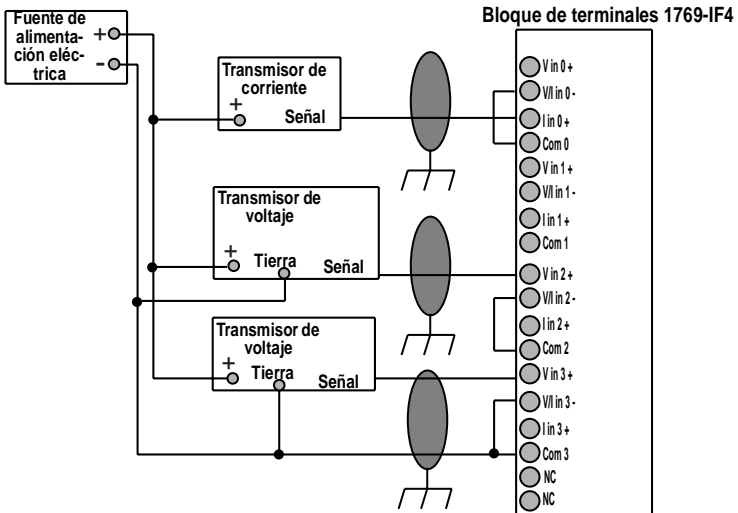 Bloque de terminales 1769-IF4
Fuente de
alimenta-
ción eléc-
trica
+
-
Transmisor de
corriente
+
Señal
Transmisor de
voltaje
+
Tierra
Señal
Transmisor de
voltaje
+
Tierra
Señal
V in 0 +
V/I in 0 -
I in 0 +
Com 0
V in 1 +
V/I in 1 -
I in 1 +
Com 1
V in 2 +
V/I in 2 -
I in 2 +
Com 2
V in 3 +
V/I in 3 -
I in 3 +
Com 3
NC
NC